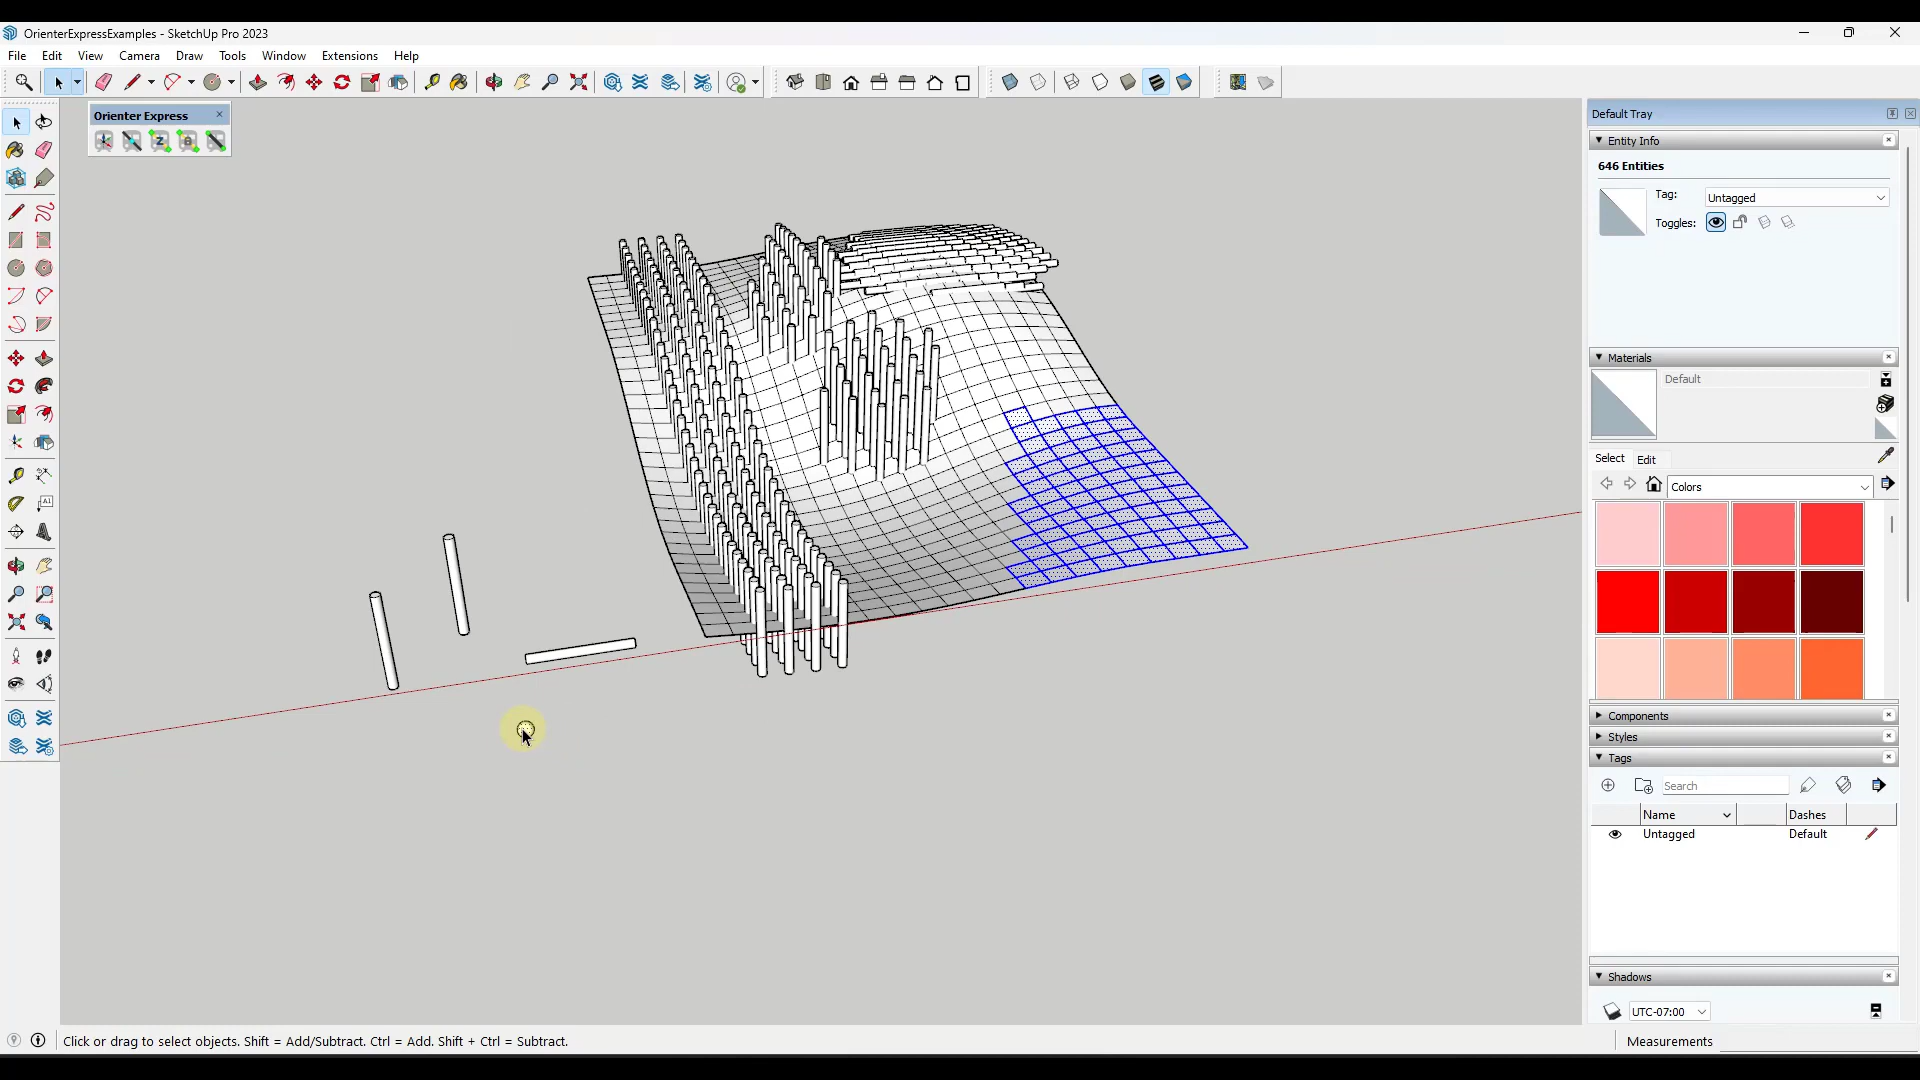 OrienterExpressExamples - SketchUp Pro 2023
File Edit View Camera Draw Tools Window Extensions Help
Orienter Express
Default Tray
Entity Info
646 Entities
Tag: Untagged
Toggles:
Materials
Default
Select Edit
Colors
Components
Styles
Tags
Search
Name Dashes
Untagged Default
Shadows
UTC-07:00
Click or drag to select objects. Shift = Add/Subtract. Ctrl = Add. Shift + Ctrl = Subtract.
Measurements